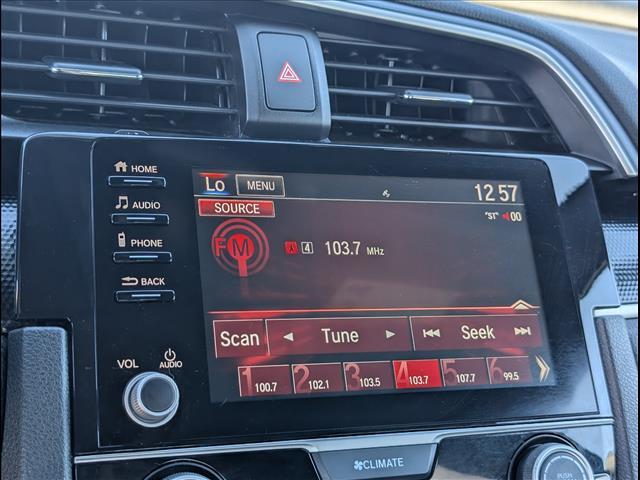 HOME
AUDIO
PHONE
BACK
VOL AUDIO
Lo MENU 12 57
SOURCE "ST" 00
FM A 4 103.7 MHz
Scan Tune Seek
1 100.7 2 102.1 3 103.5 4 103.7 5 107.7 6 99.5
CLIMATE